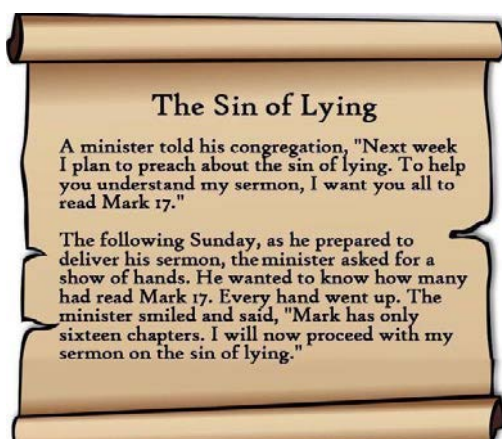 The Sin of Lying
A minister told his congregation, "Next week
I plan to preach about the sin of lying. To help
you understand my sermon, I want you all to
read Mark 17."
The following Sunday, as he prepared to
deliver his sermon, the minister asked for a
show of hands. He wanted to know how many
had read Mark 17. Every hand went up. The
minister smiled and said, "Mark has only
sixteen chapters. I will now proceed with my
sermon on the sin of lying."